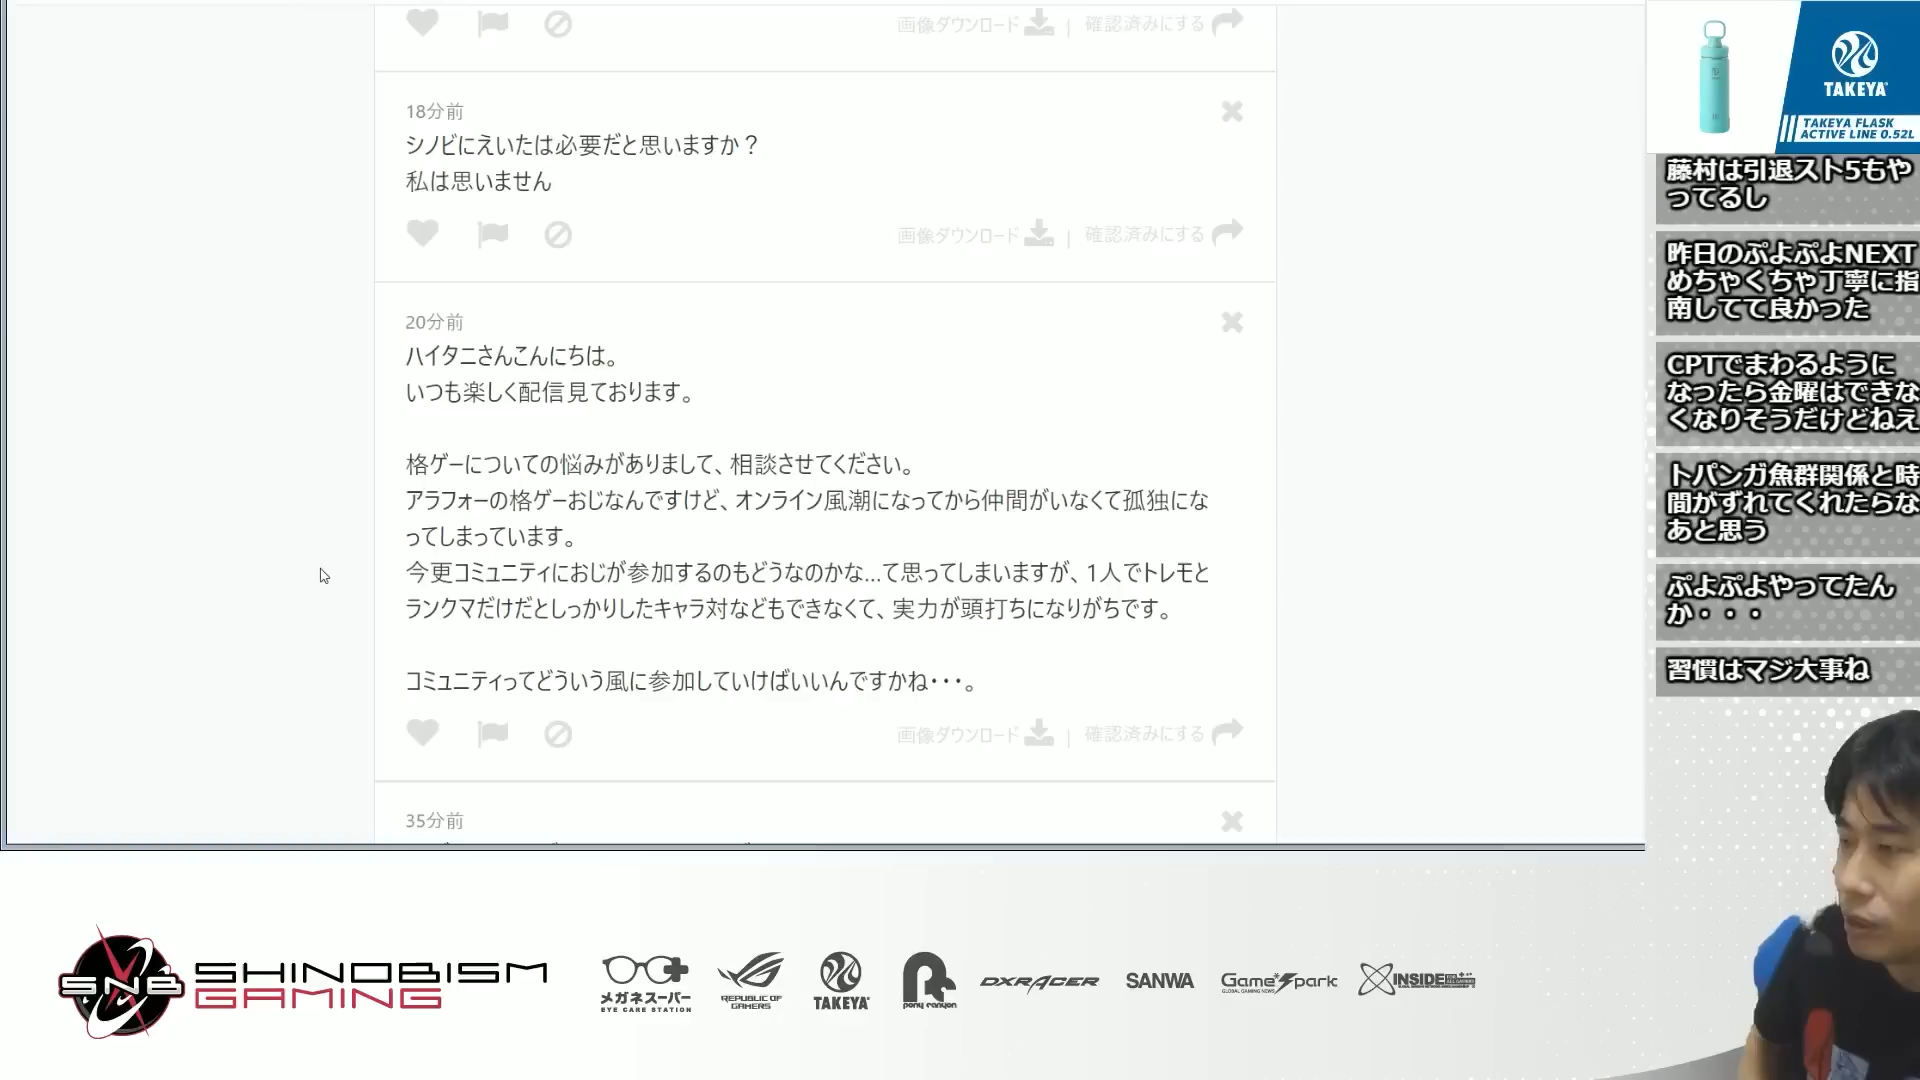 画像ダウンロード | 確認済みにする
18分前
シノビにえいたは必要だと思いますか？
私は思いません
画像ダウンロード | 確認済みにする
20分前
ハイタニさんこんにちは。
いつも楽しく配信見ております。
格ゲーについての悩みがありまして、相談させてください。
アラフォーの格ゲーおじなんですけど、オンライン風潮になってから仲間がいなくて孤独にな
ってしまっています。
今更コミュニティにおじが参加するのもどうなのかな...て思ってしまいますが、1人でトレモと
ランクマだけだとしっかりしたキャラ対などもできなくて、実力が頭打ちになりがちです。
コミュニティってどういう風に参加していけばいいんですかね・・・。
画像ダウンロード | 確認済みにする
35分前
TAKEYA
TAKEYA FLASK
ACTIVE LINE 0.52L
藤村は引退スト5もや
ってるし
昨日のぷよぷよNEXT
めちゃくちゃ丁寧に指
南してて良かった
CPTでまわるように
なったら金曜はできな
くなりそうだけどねえ
トパンガ魚群関係と時
間がずれてくれたらな
あと思う
ぷよぷよやってたん
か・・・
習慣はマジ大事ね
SNB
SHINOBISM
GAMING
メガネスーパー
EYE CARE STATION
REPUBLIC OF
GAMERS
TAKEYA
pony canyon
DXRACER
SANWA
Game*Spark
GLOBAL GAMING NEWS
INSIDE